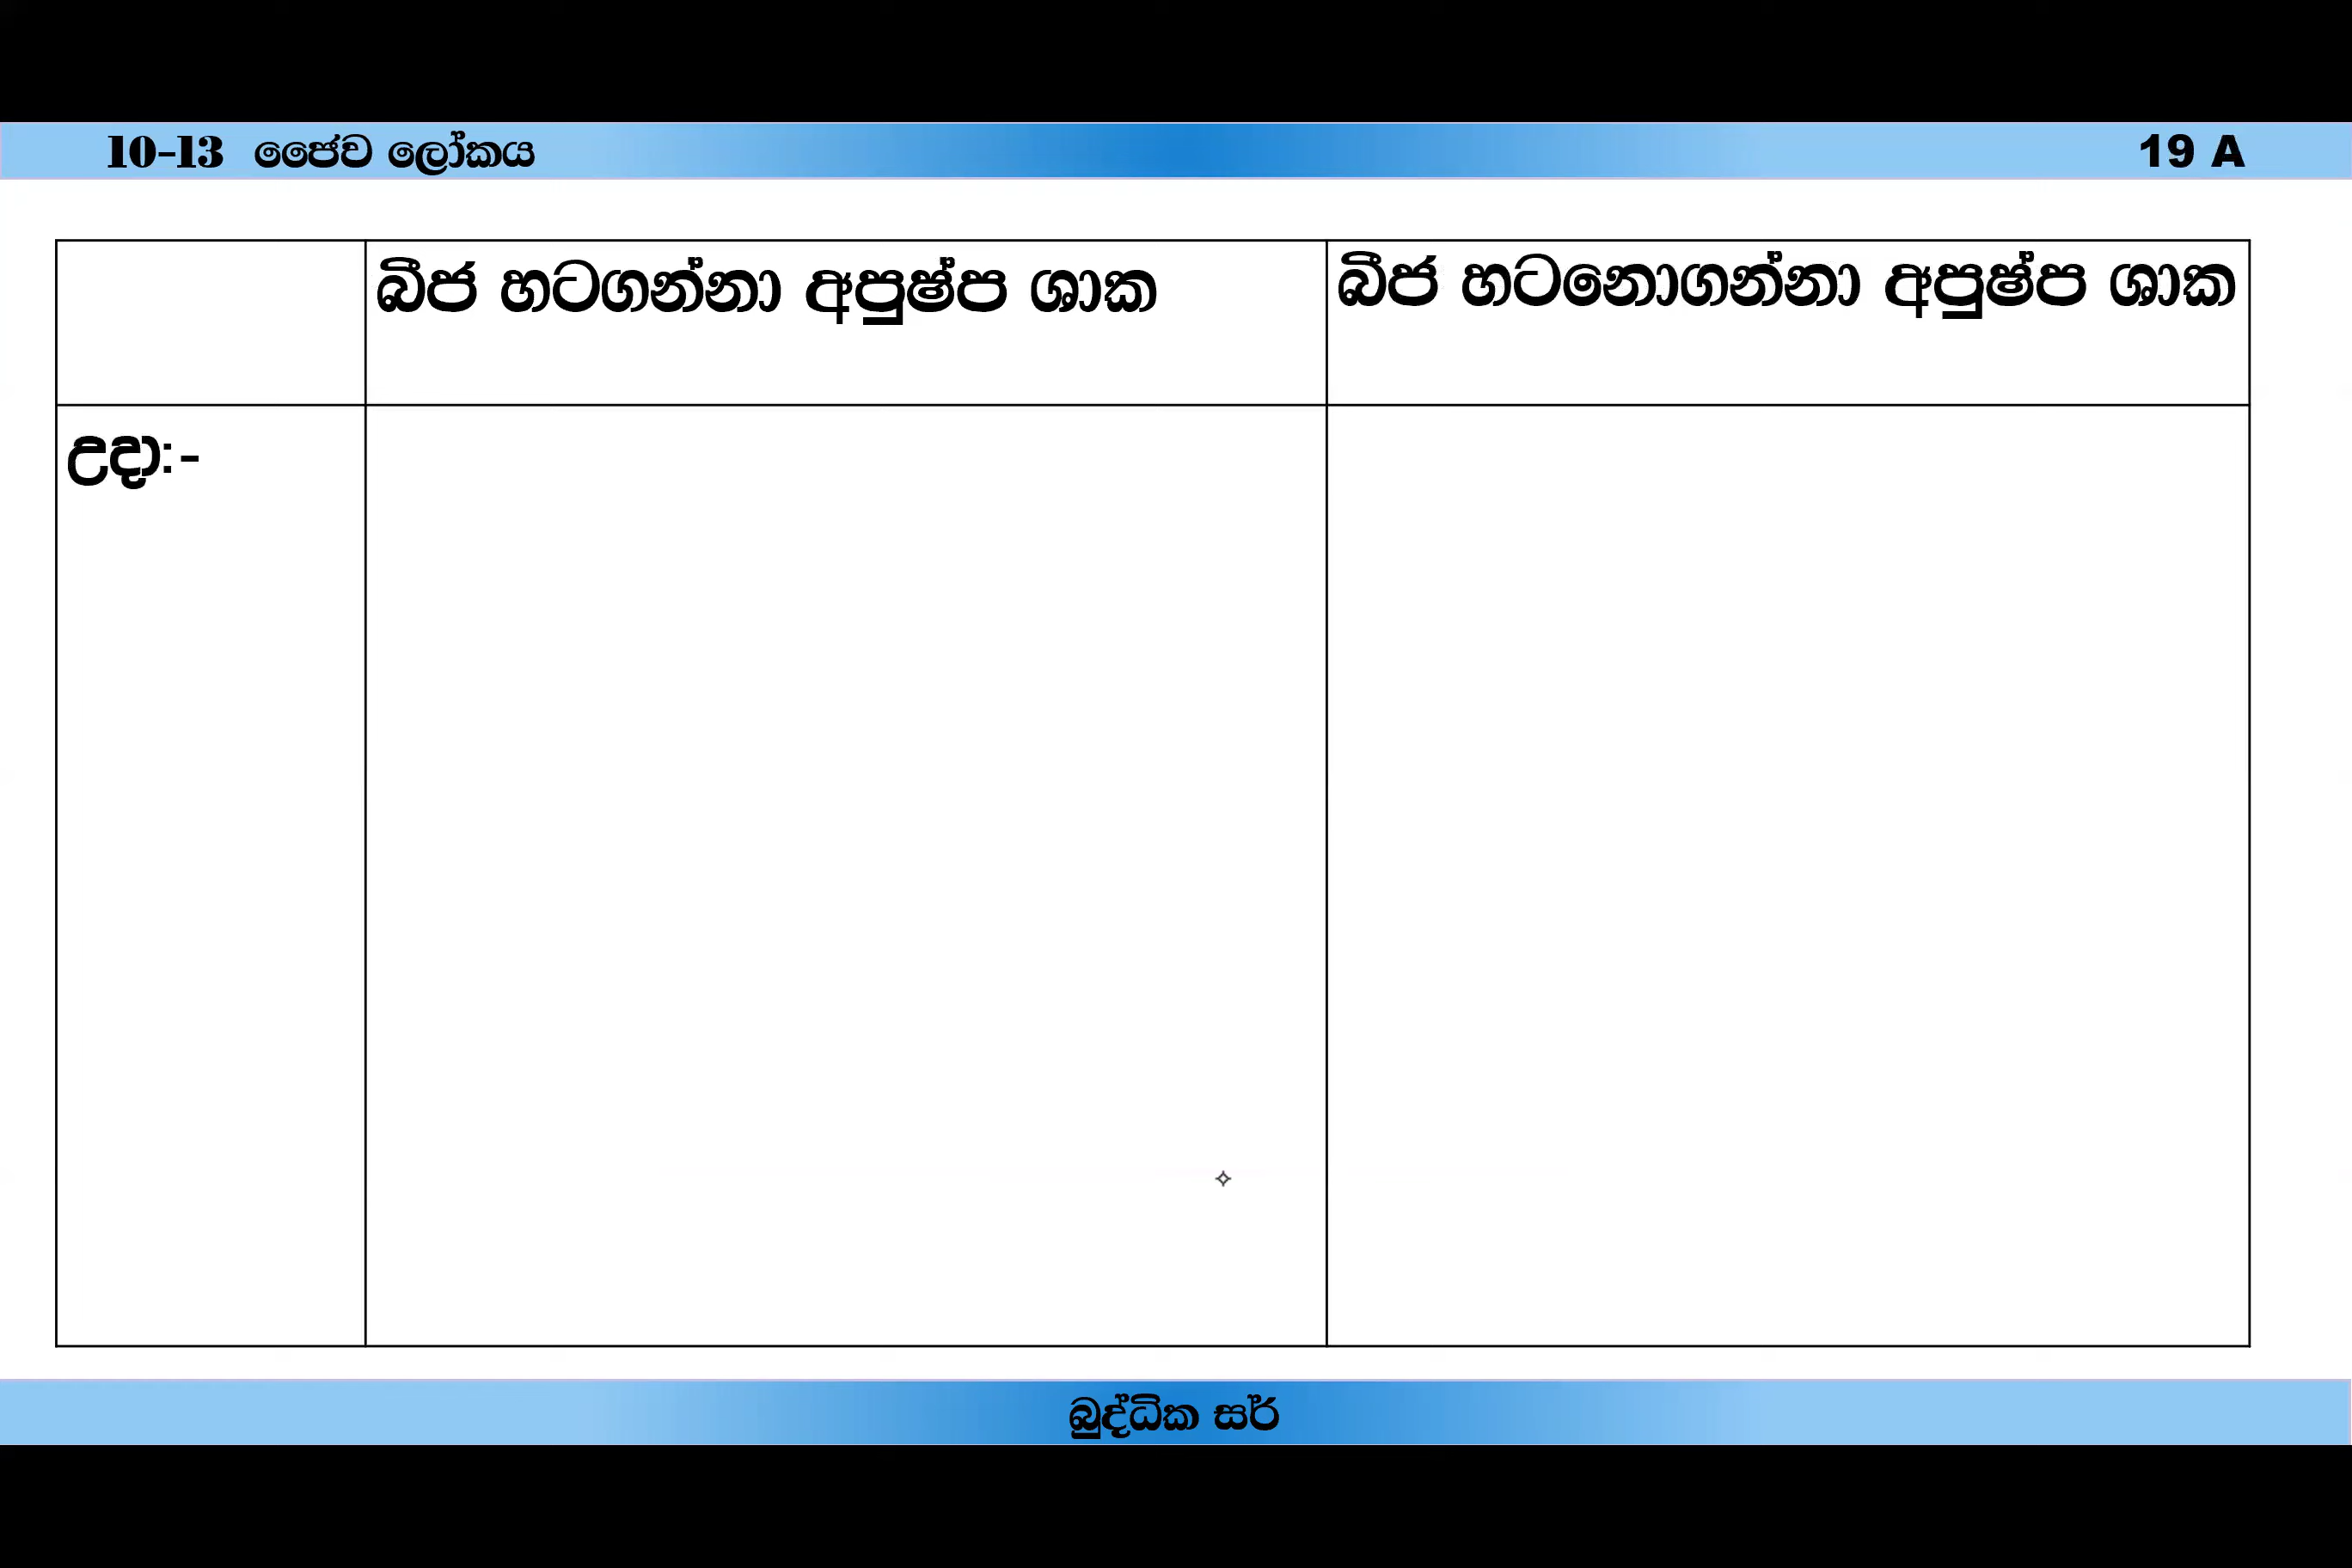 10-13 ජෛව ලෝකය
19 A
බීජ හටගන්නා අපුෂ්ප ශාක
බීජ හටනොගන්නා අපුෂ්ප ශාක
උදා:-
බුද්ධික සර්